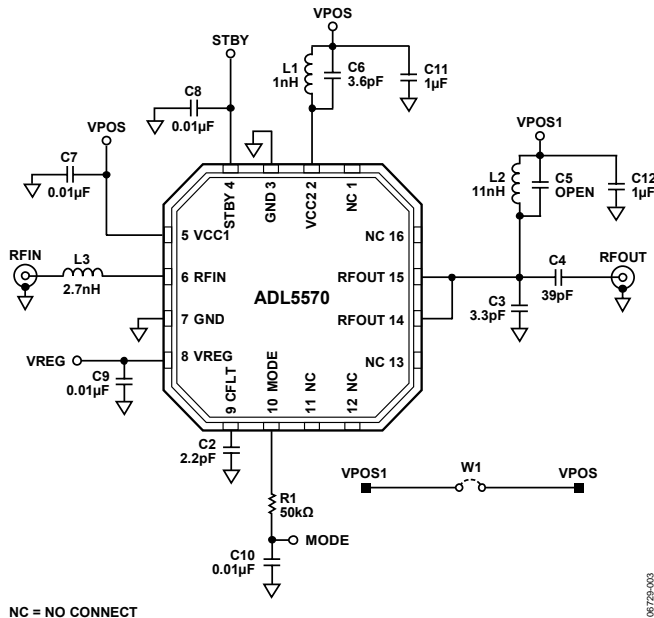 VPOS
STBY
L1
1nH
C6
3.6pF
C11
1µF
C8
0.01µF
VPOS
C7
0.01µF
VPOS1
L2
11nH
C5
OPEN
C12
1µF
STBY 4
GND 3
VCC2 2
NC 1
5 VCC1
NC 16
RFIN
L3
2.7nH
6 RFIN
RFOUT 15
C4
39pF
RFOUT
ADL5570
7 GND
RFOUT 14
C3
3.3pF
VREG
8 VREG
NC 13
C9
0.01µF
9 CFLT
10 MODE
11 NC
12 NC
C2
2.2pF
VPOS1
W1
VPOS
R1
50kΩ
MODE
C10
0.01µF
NC = NO CONNECT
06729-003